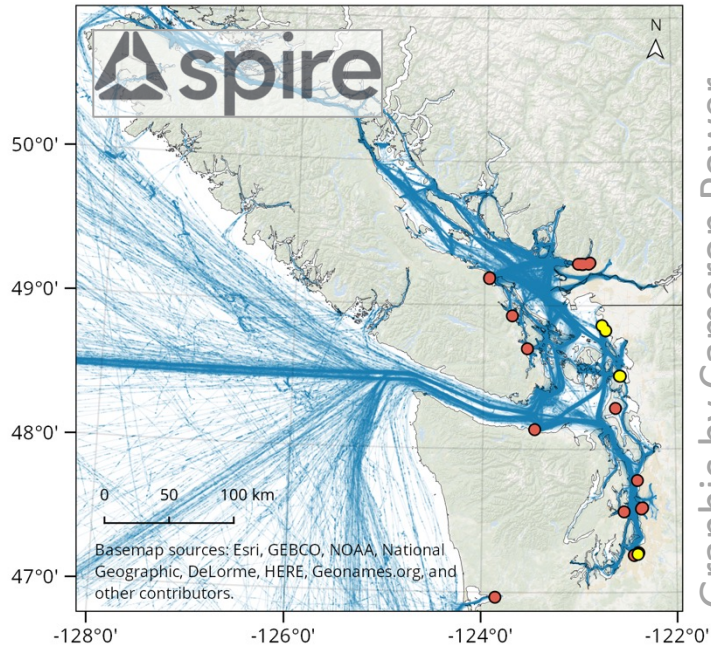 spire
N
50°0'
49°0'
48°0'
47°0'
0 50 100 km
Basemap sources: Esri, GEBCO, NOAA, National
Geographic, DeLorme, HERE, Geonames.org, and
other contributors.
-128°0' -126°0' -124°0' -122°0'
Graphic by Cameron Power